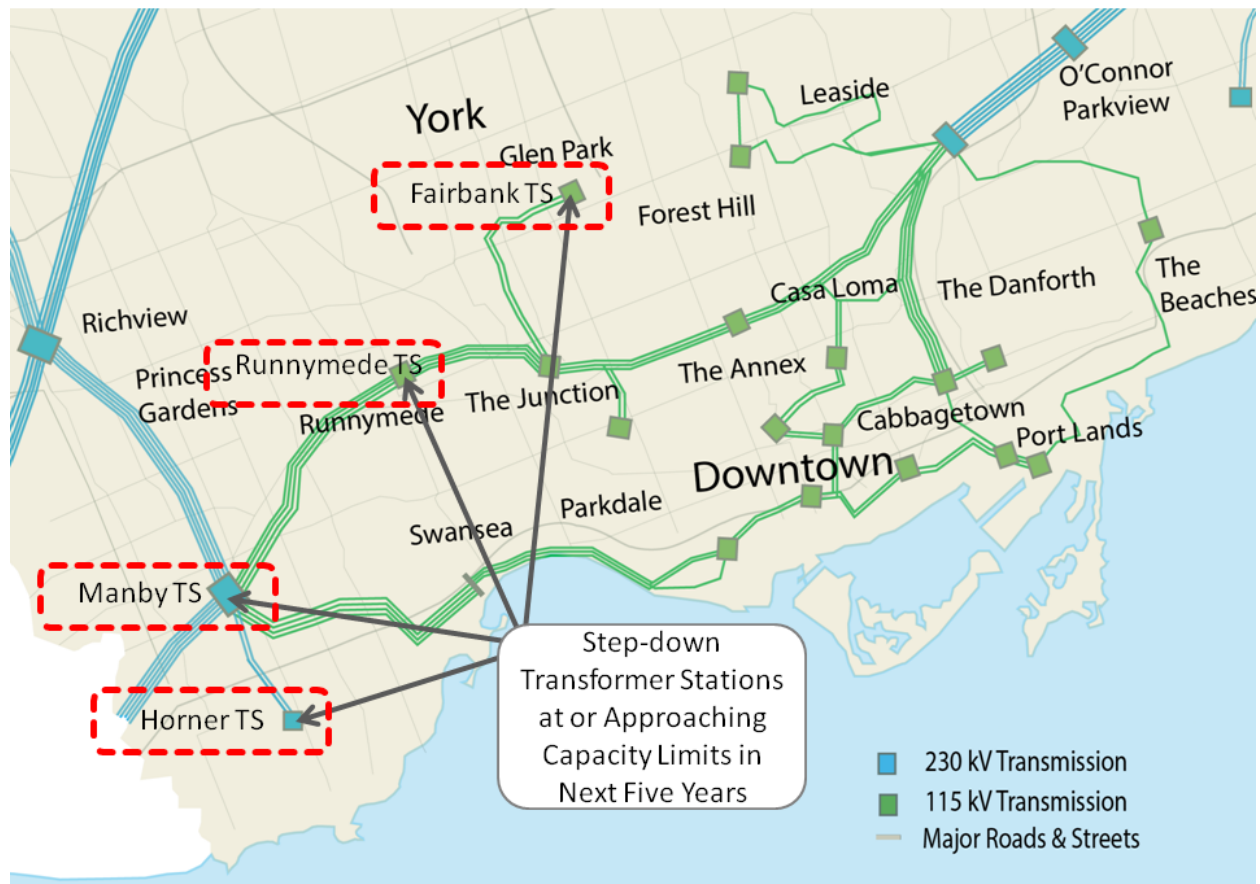 York
Leaside
O'Connor
Parkview
Glen Park
Fairbank TS
Forest Hill
Casa Loma
The Danforth
The
Beaches
Richview
Princess
Gardens
Runnymede TS
Runnymede
The Junction
The Annex
Cabbagetown
Port Lands
Downtown
Parkdale
Swansea
Manby TS
Horner TS
Step-down
Transformer Stations
at or Approaching
Capacity Limits in
Next Five Years
230 kV Transmission
115 kV Transmission
Major Roads & Streets